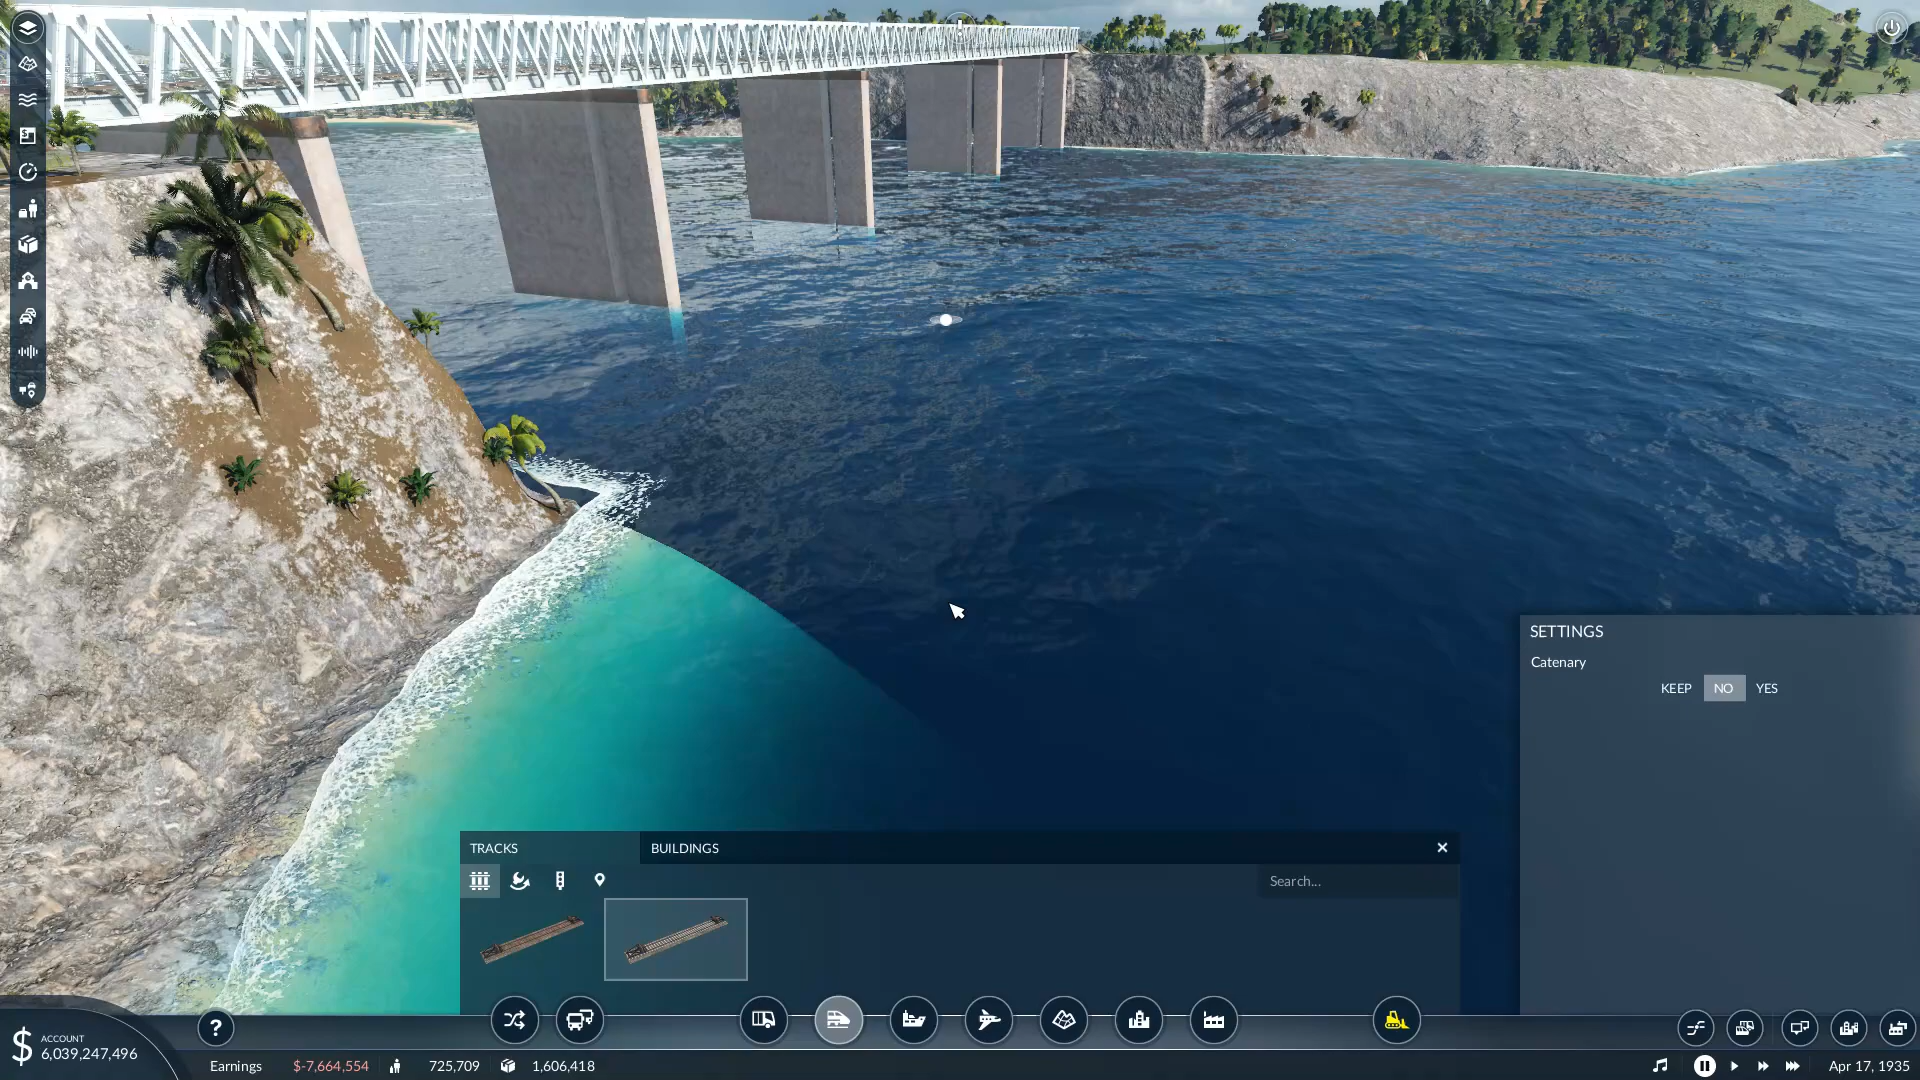 SETTINGS
Catenary
KEEP NO YES
TRACKS BUILDINGS
Search...
ACCOUNT
6,039,247,496
Earnings $-7,664,554 725,709 1,606,418 Apr 17, 1935